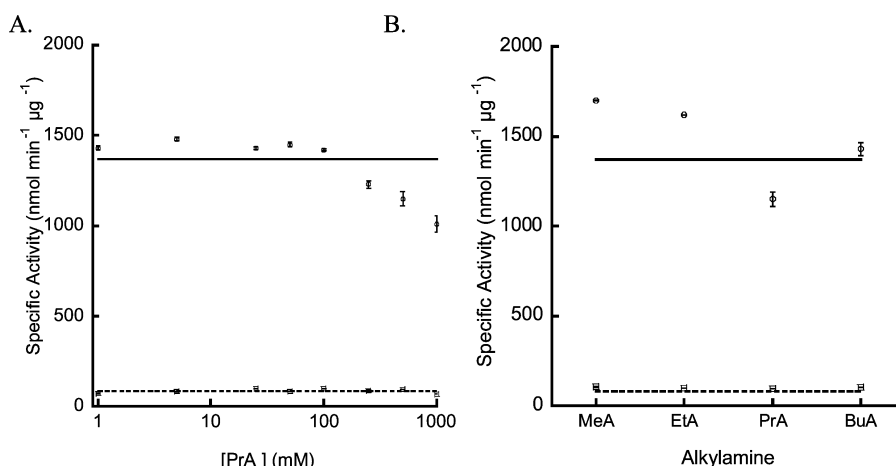 A.
Specific Activity (nmol min⁻¹ µg ⁻¹)
2000
1500
1000
500
0
1
10
100
1000
[PrA ] (mM)
B.
Specific Activity (nmol min⁻¹ µg ⁻¹)
2000
1500
1000
500
0
MeA
EtA
PrA
BuA
Alkylamine